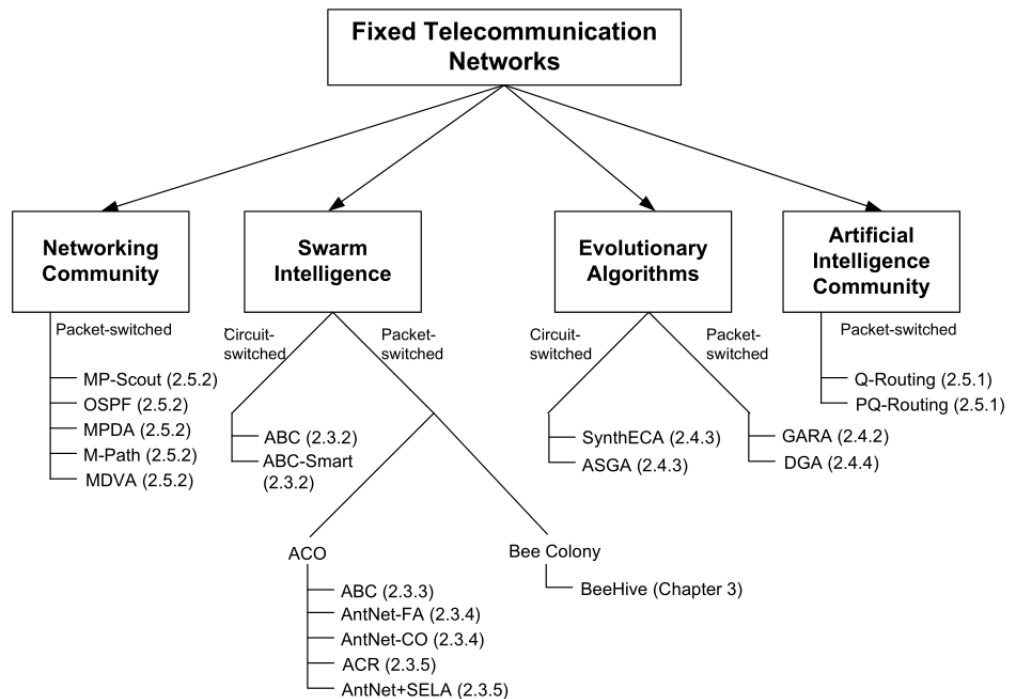 Fixed Telecommunication
Networks
Networking
Community
Swarm
Intelligence
Evolutionary
Algorithms
Artificial
Intelligence
Community
Packet-switched
MP-Scout (2.5.2)
OSPF (2.5.2)
MPDA (2.5.2)
M-Path (2.5.2)
MDVA (2.5.2)
Circuit-
switched
ABC (2.3.2)
ABC-Smart
(2.3.2)
Packet-
switched
ACO
ABC (2.3.3)
AntNet-FA (2.3.4)
AntNet-CO (2.3.4)
ACR (2.3.5)
AntNet+SELA (2.3.5)
Bee Colony
BeeHive (Chapter 3)
Circuit-
switched
SynthECA (2.4.3)
ASGA (2.4.3)
Packet-
switched
GARA (2.4.2)
DGA (2.4.4)
Packet-switched
Q-Routing (2.5.1)
PQ-Routing (2.5.1)